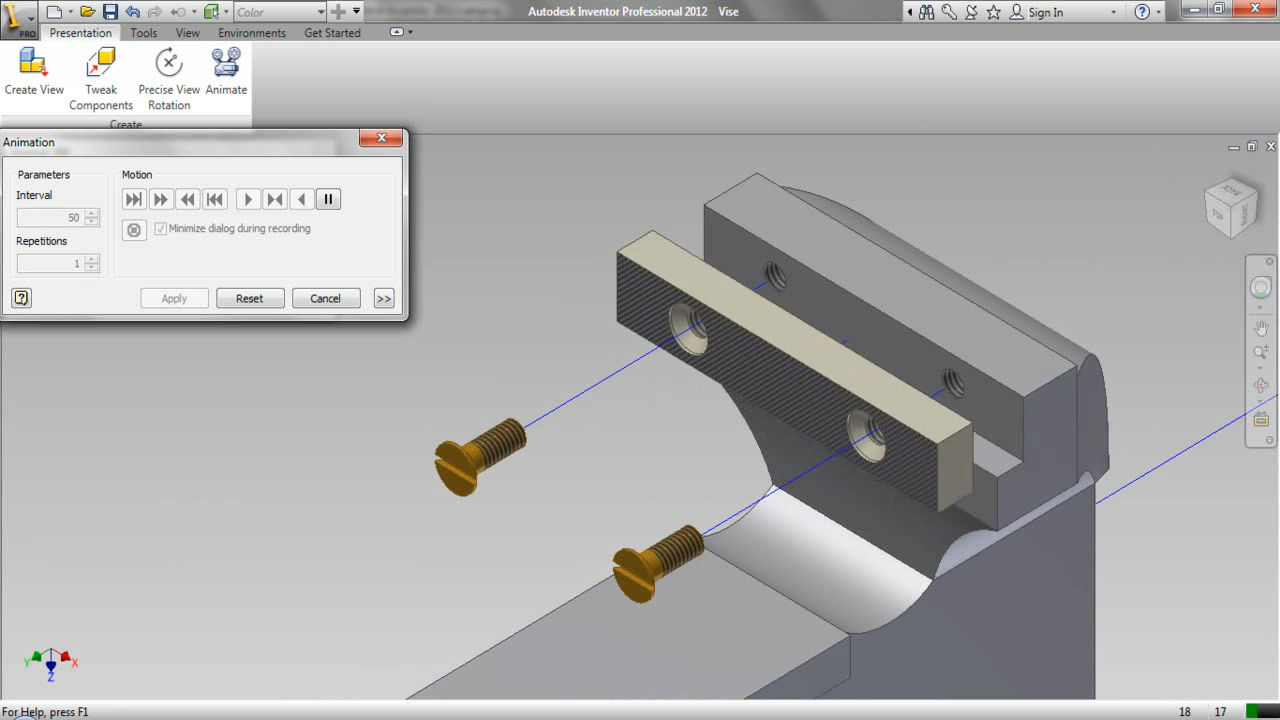 Color
Autodesk Inventor Professional 2012 Vise
Sign In
PRO
Presentation Tools View Environments Get Started
Create View
Tweak Components
Precise View Rotation
Animate
Create
Animation
Parameters
Motion
Interval
50
Minimize dialog during recording
Repetitions
1
Apply Reset Cancel >>
BACK
TOP
Y X
Z
For Help, press F1
18 17